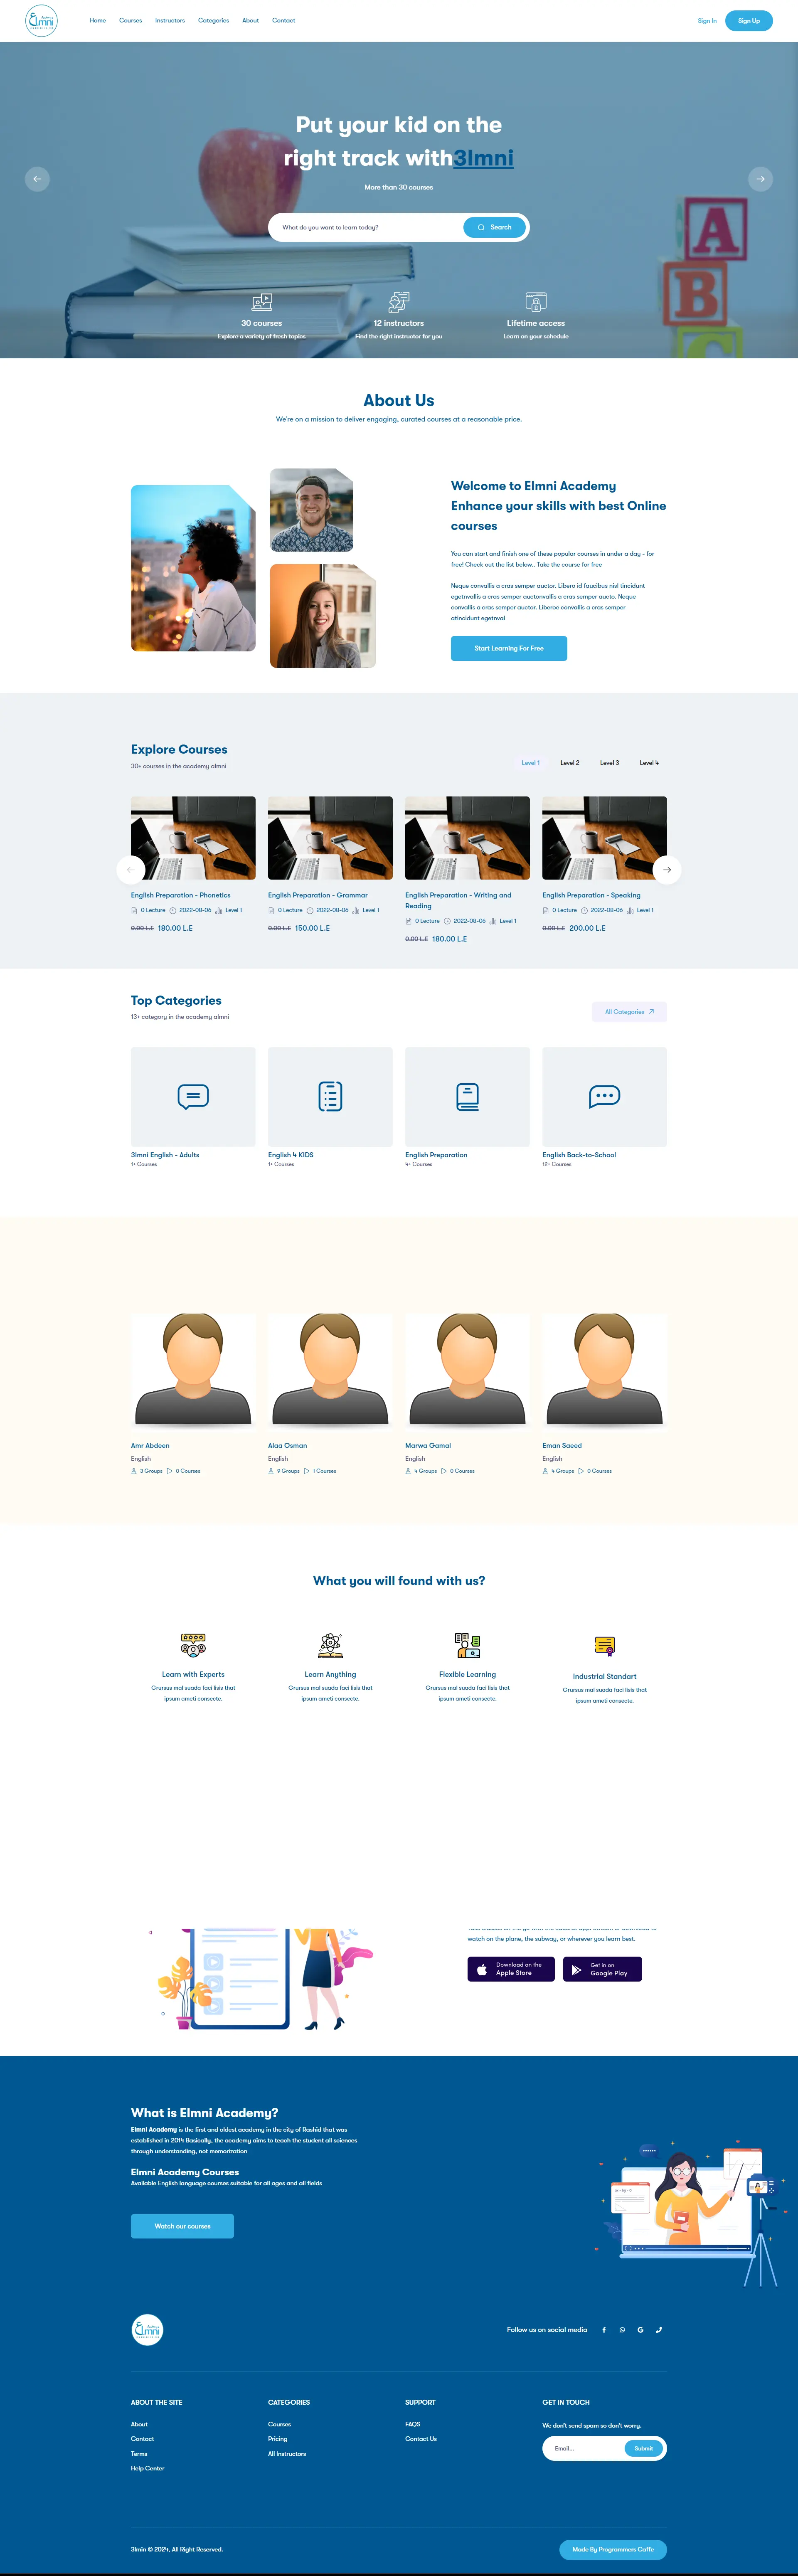 Elmni
Home Courses Instructors Categories About Contact
Sign In Sign Up
Put your kid on the
right track with3lmni
More than 30 courses
What do you want to learn today? Search
30 courses
Explore a variety of fresh topics
12 Instructors
Find the right instructor for you
Lifetime access
Learn on your schedule
A
B
About Us
We're on a mission to deliver engaging, curated courses at a reasonable price.
Welcome to Elmni Academy
Enhance your skills with best Online
courses
You can start and finish one of these popular courses in under a day - for
free! Check out the list below.. Take the course for free
Neque convallis a cras semper auctor. Libero id faucibus nisl tincidunt
egetnvallis a cras semper auctonvallis a cras semper aucto. Neque
convallis a cras semper auctor. Liberoe convallis a cras semper
atincidunt egetnval
Start Learning For Free
Explore Courses
30+ courses in the academy almni
Level 1 Level 2 Level 3 Level 4
English Preparation - Phonetics
0 Lecture 2022-08-06 Level 1
0.00 L.E 180.00 L.E
English Preparation - Grammar
0 Lecture 2022-08-06 Level 1
0.00 L.E 150.00 L.E
English Preparation - Writing and
Reading
0 Lecture 2022-08-06 Level 1
0.00 L.E 180.00 L.E
English Preparation - Speaking
0 Lecture 2022-08-06 Level 1
0.00 L.E 200.00 L.E
Top Categories
13+ category in the academy almni
All Categories
3lmni English - Adults
1+ Courses
English 4 KIDS
1+ Courses
English Preparation
4+ Courses
English Back-to-School
12+ Courses
Amr Abdeen
English
3 Groups 0 Courses
Alaa Osman
English
9 Groups 1 Courses
Marwa Gamal
English
4 Groups 0 Courses
Eman Saeed
English
4 Groups 0 Courses
What you will found with us?
Learn with Experts
Grursus mal suada faci lisis that
ipsum ameti consecte.
Learn Anything
Grursus mal suada faci lisis that
ipsum ameti consecte.
Flexible Learning
Grursus mal suada faci lisis that
ipsum ameti consecte.
Industrial Standart
Grursus mal suada faci lisis that
ipsum ameti consecte.
watch on the plane, the subway, or wherever you learn best.
Download on the
Apple Store
Get in on
Google Play
What is Elmni Academy?
Elmni Academy is the first and oldest academy in the city of Rashid that was
established in 2014 Basically, the academy aims to teach the student all sciences
through understanding, not memorization
Elmni Academy Courses
Available English language courses suitable for all ages and all fields
Watch our courses
Elmni
Follow us on social media
ABOUT THE SITE
About
Contact
Terms
Help Center
CATEGORIES
Courses
Pricing
All Instructors
SUPPORT
FAQS
Contact Us
GET IN TOUCH
We don't send spam so don't worry.
Email... Submit
3lmin © 2024, All Right Reserved.
Made By Programmers Caffe